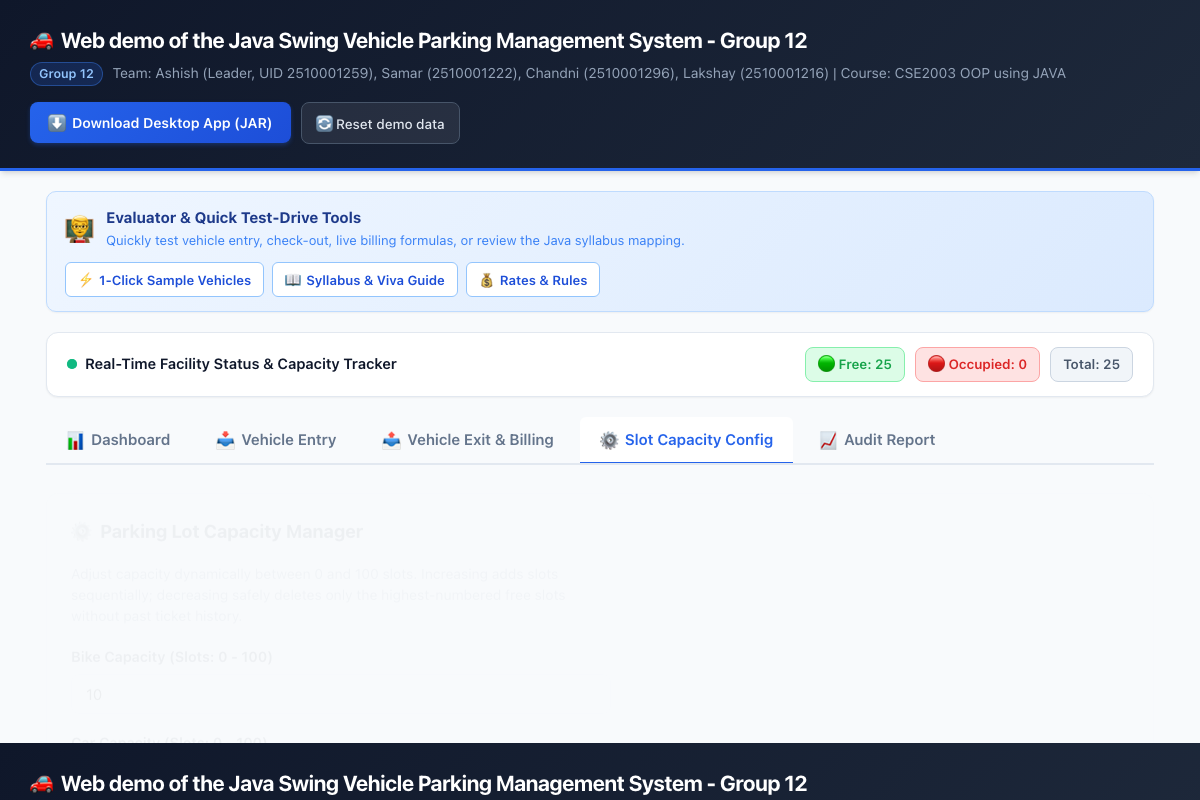 Web demo of the Java Swing Vehicle Parking Management System - Group 12
Group 12
Team: Ashish (Leader, UID 2510001259), Samar (2510001222), Chandni (2510001296), Lakshay (2510001216) | Course: CSE2003 OOP using JAVA
Download Desktop App (JAR)
Reset demo data
Evaluator & Quick Test-Drive Tools
Quickly test vehicle entry, check-out, live billing formulas, or review the Java syllabus mapping.
1-Click Sample Vehicles
Syllabus & Viva Guide
Rates & Rules
Real-Time Facility Status & Capacity Tracker
Free: 25
Occupied: 0
Total: 25
Dashboard
Vehicle Entry
Vehicle Exit & Billing
Slot Capacity Config
Audit Report
Parking Lot Capacity Manager
Adjust capacity dynamically between 0 and 100 slots. Increasing adds slots
sequentially; decreasing safely deletes only the highest-numbered free slots
without past ticket history.
Bike Capacity (Slots: 0 - 100)
10
Car Capacity (Slots: 0 - 100)
Web demo of the Java Swing Vehicle Parking Management System - Group 12